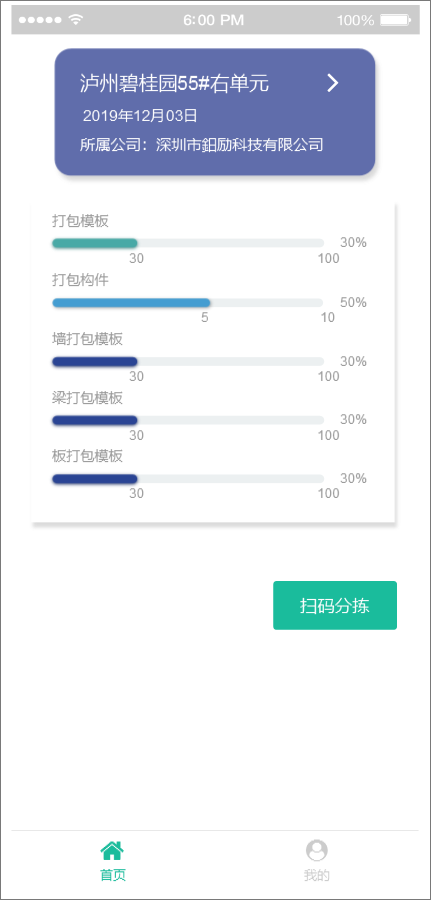 6:00 PM
100%
泸州碧桂园55#右单元
2019年12月03日
所属公司：深圳市鉬励科技有限公司
打包模板
30%
30
100
打包构件
50%
5
10
墙打包模板
30%
30
100
梁打包模板
30%
30
100
板打包模板
30%
30
100
扫码分拣
首页
我的